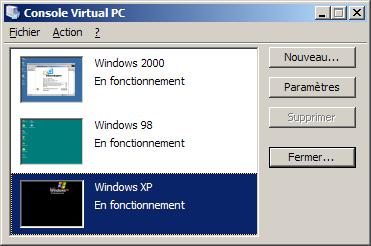 Console Virtual PC
Fichier Action ?
Windows 2000
En fonctionnement
Windows 98
En fonctionnement
Windows XP
En fonctionnement
Nouveau...
Paramètres
Supprimer
Fermer...